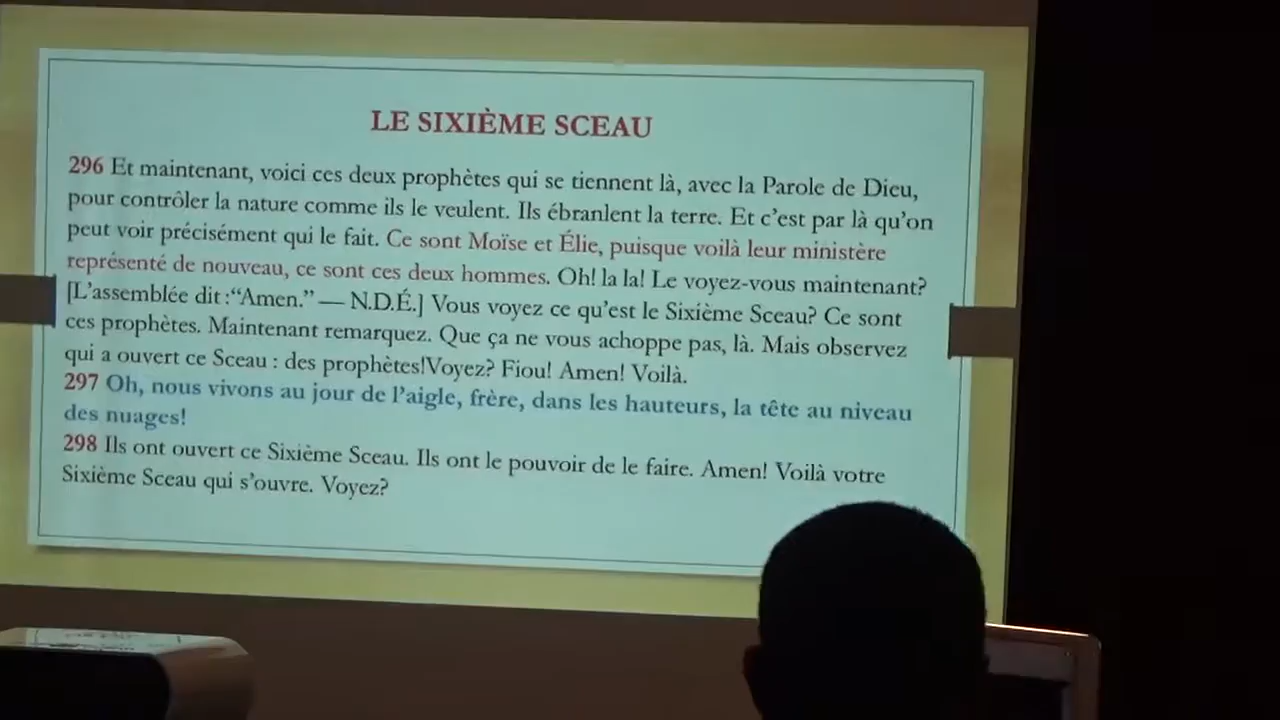 LE SIXIÈME SCEAU
296 Et maintenant, voici ces deux prophètes qui se tiennent là, avec la Parole de Dieu,
pour contrôler la nature comme ils le veulent. Ils ébranlent la terre. Et c'est par là qu'on
peut voir précisément qui le fait. Ce sont Moïse et Élie, puisque voilà leur ministère
représenté de nouveau, ce sont ces deux hommes. Oh! la la! Le voyez-vous maintenant?
[L'assemblée dit :“Amen.” — N.D.É.] Vous voyez ce qu'est le Sixième Sceau? Ce sont
ces prophètes. Maintenant remarquez. Que ça ne vous achoppe pas, là. Mais observez
qui a ouvert ce Sceau : des prophètes!Voyez? Fiou! Amen! Voilà.
297 Oh, nous vivons au jour de l'aigle, frère, dans les hauteurs, la tête au niveau
des nuages!
298 Ils ont ouvert ce Sixième Sceau. Ils ont le pouvoir de le faire. Amen! Voilà votre
Sixième Sceau qui s'ouvre. Voyez?